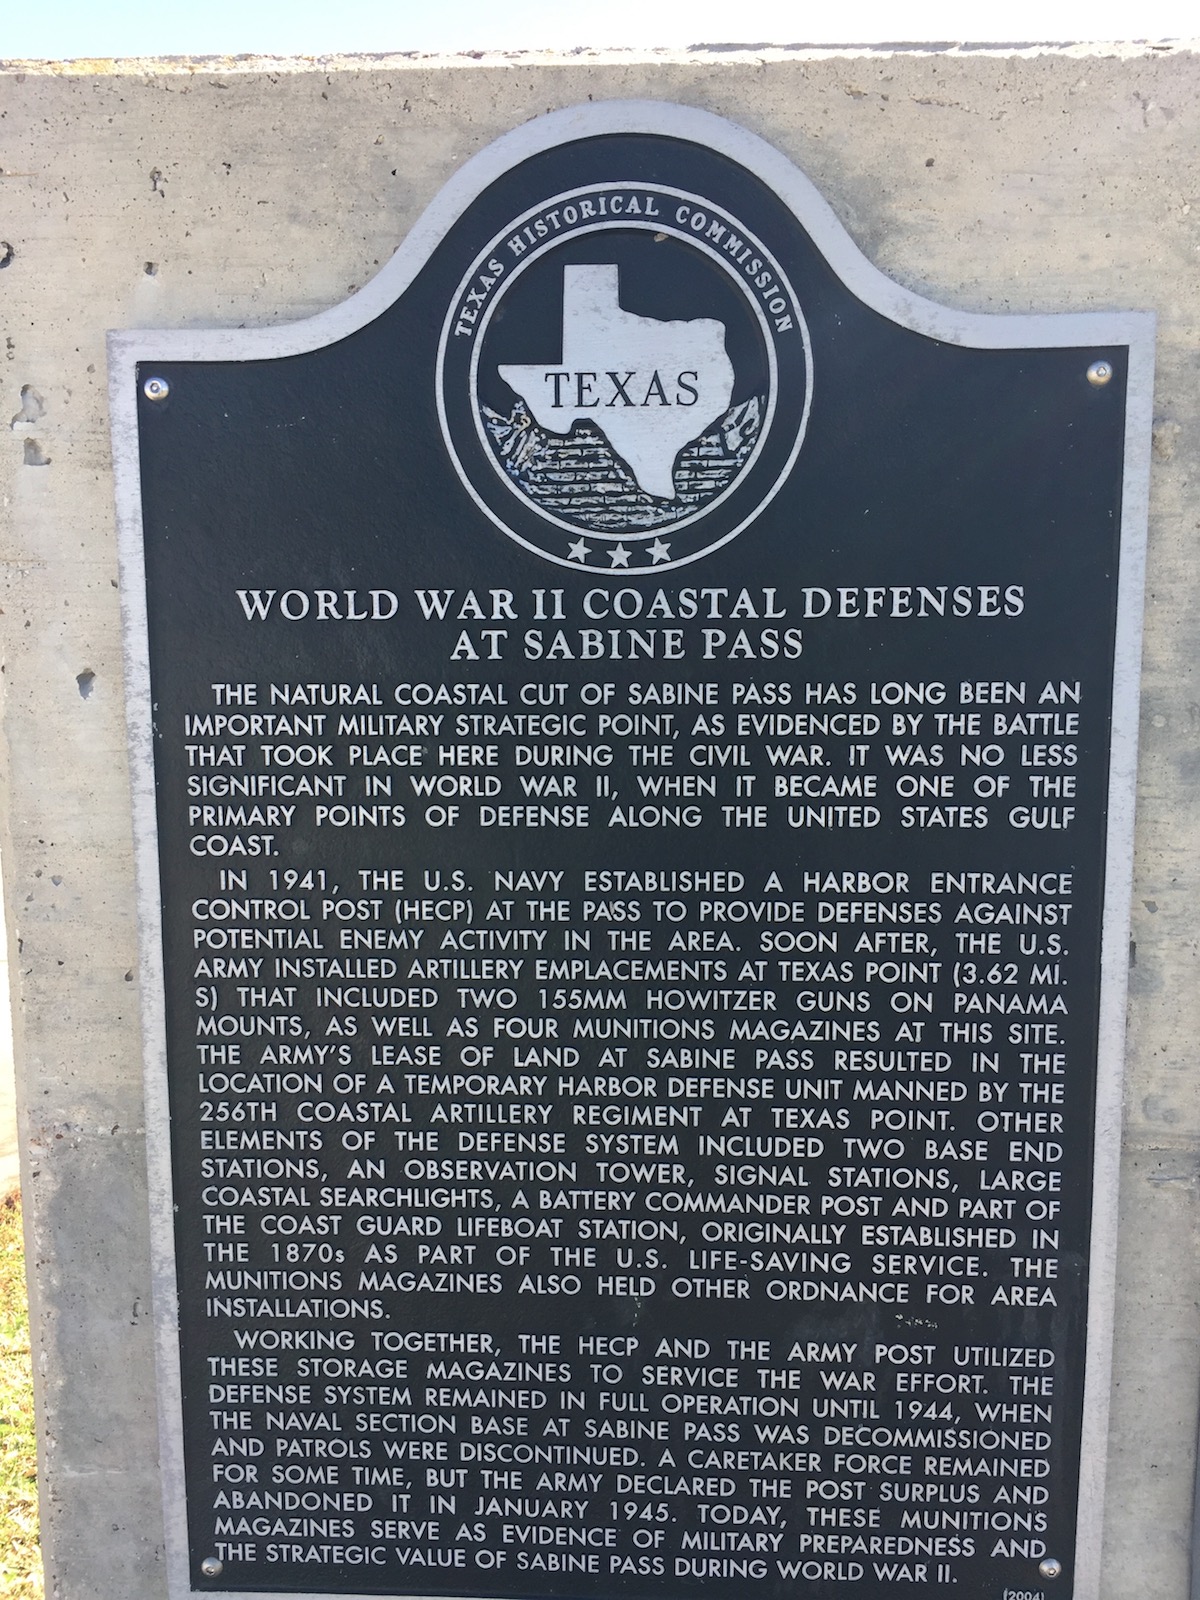 TEXAS HISTORICAL COMMISSION
TEXAS
WORLD WAR II COASTAL DEFENSES
AT SABINE PASS
THE NATURAL COASTAL CUT OF SABINE PASS HAS LONG BEEN AN
IMPORTANT MILITARY STRATEGIC POINT, AS EVIDENCED BY THE BATTLE
THAT TOOK PLACE HERE DURING THE CIVIL WAR. IT WAS NO LESS
SIGNIFICANT IN WORLD WAR II, WHEN IT BECAME ONE OF THE
PRIMARY POINTS OF DEFENSE ALONG THE UNITED STATES GULF
COAST.
IN 1941, THE U.S. NAVY ESTABLISHED A HARBOR ENTRANCE
CONTROL POST (HECP) AT THE PASS TO PROVIDE DEFENSES AGAINST
POTENTIAL ENEMY ACTIVITY IN THE AREA. SOON AFTER, THE U.S.
ARMY INSTALLED ARTILLERY EMPLACEMENTS AT TEXAS POINT (3.62 MI.
S) THAT INCLUDED TWO 155MM HOWITZER GUNS ON PANAMA
MOUNTS, AS WELL AS FOUR MUNITIONS MAGAZINES AT THIS SITE.
THE ARMY'S LEASE OF LAND AT SABINE PASS RESULTED IN THE
LOCATION OF A TEMPORARY HARBOR DEFENSE UNIT MANNED BY THE
256TH COASTAL ARTILLERY REGIMENT AT TEXAS POINT. OTHER
ELEMENTS OF THE DEFENSE SYSTEM INCLUDED TWO BASE END
STATIONS, AN OBSERVATION TOWER, SIGNAL STATIONS, LARGE
COASTAL SEARCHLIGHTS, A BATTERY COMMANDER POST AND PART OF
THE COAST GUARD LIFEBOAT STATION, ORIGINALLY ESTABLISHED IN
THE 1870s AS PART OF THE U.S. LIFE-SAVING SERVICE. THE
MUNITIONS MAGAZINES ALSO HELD OTHER ORDNANCE FOR AREA
INSTALLATIONS.
WORKING TOGETHER, THE HECP AND THE ARMY POST UTILIZED
THESE STORAGE MAGAZINES TO SERVICE THE WAR EFFORT. THE
DEFENSE SYSTEM REMAINED IN FULL OPERATION UNTIL 1944, WHEN
THE NAVAL SECTION BASE AT SABINE PASS WAS DECOMMISSIONED
AND PATROLS WERE DISCONTINUED. A CARETAKER FORCE REMAINED
FOR SOME TIME, BUT THE ARMY DECLARED THE POST SURPLUS AND
ABANDONED IT IN JANUARY 1945. TODAY, THESE MUNITIONS
MAGAZINES SERVE AS EVIDENCE OF MILITARY PREPAREDNESS AND
THE STRATEGIC VALUE OF SABINE PASS DURING WORLD WAR II.
(2004)